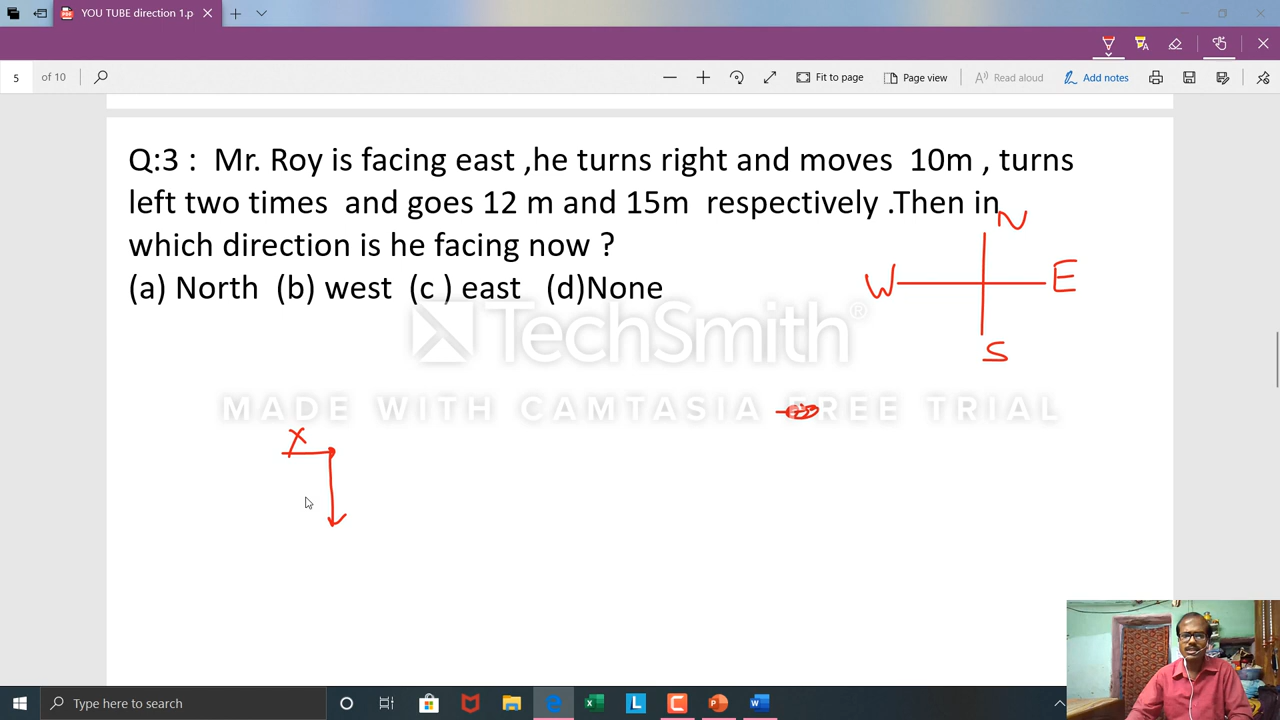 YOU TUBE direction 1.p
5 of 10
Fit to page
Page view
Read aloud
Add notes
Q:3 : Mr. Roy is facing east ,he turns right and moves 10m , turns
left two times and goes 12 m and 15m respectively .Then in
which direction is he facing now ?
(a) North (b) west (c ) east (d)None
N
W E
S
TechSmith®
MADE WITH CAMTASIA FREE TRIAL
X
Type here to search